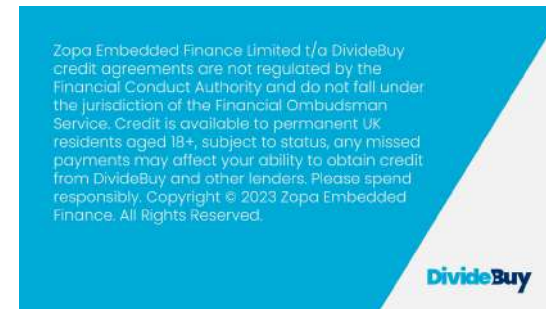 Zopa Embedded Finance Limited t/a DivideBuy
credit agreements are not regulated by the
Financial Conduct Authority and do not fall under
the jurisdiction of the Financial Ombudsman
Service. Credit is available to permanent UK
residents aged 18+, subject to status, any missed
payments may affect your ability to obtain credit
from DivideBuy and other lenders. Please spend
responsibly. Copyright © 2023 Zopa Embedded
Finance. All Rights Reserved.
DivideBuy